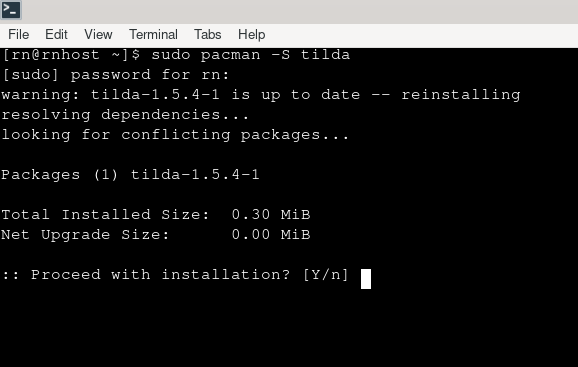 File Edit View Terminal Tabs Help
[rn@rnhost ~]$ sudo pacman -S tilda
[sudo] password for rn:
warning: tilda-1.5.4-1 is up to date -- reinstalling
resolving dependencies...
looking for conflicting packages...
Packages (1) tilda-1.5.4-1
Total Installed Size:  0.30 MiB
Net Upgrade Size:      0.00 MiB
:: Proceed with installation? [Y/n]